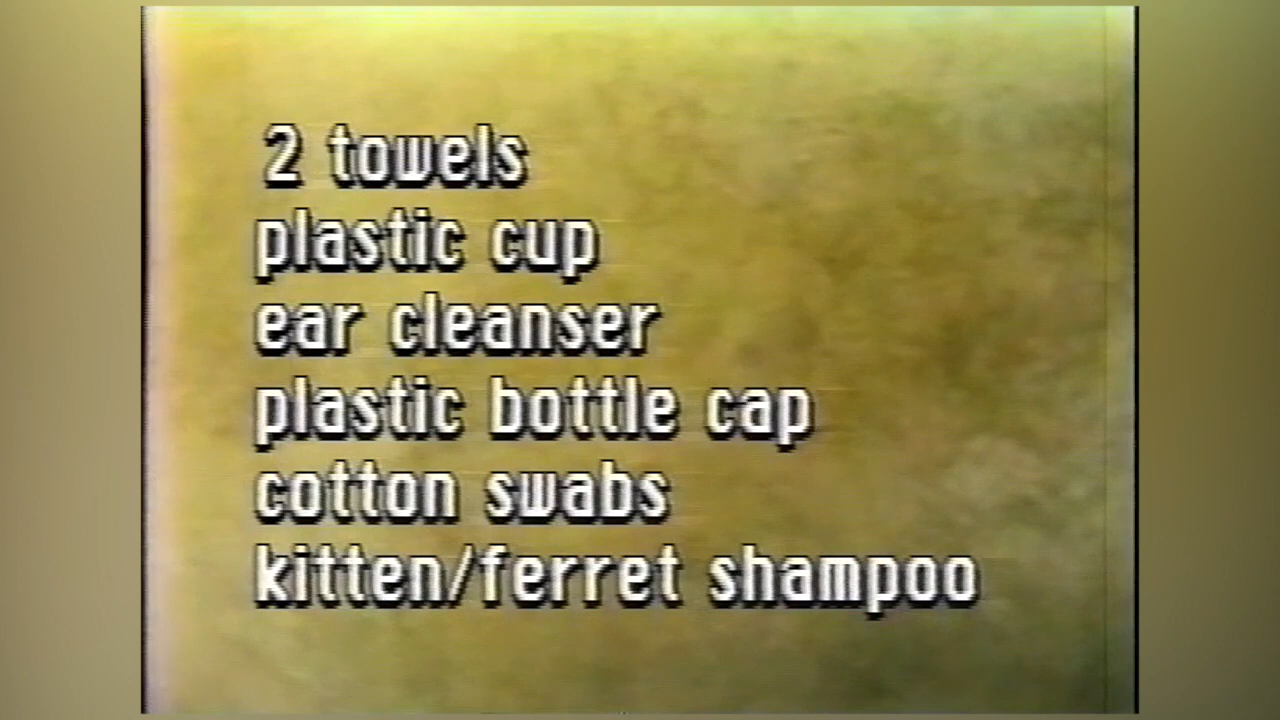 2 towels
plastic cup
ear cleanser
plastic bottle cap
cotton swabs
kitten/ferret shampoo